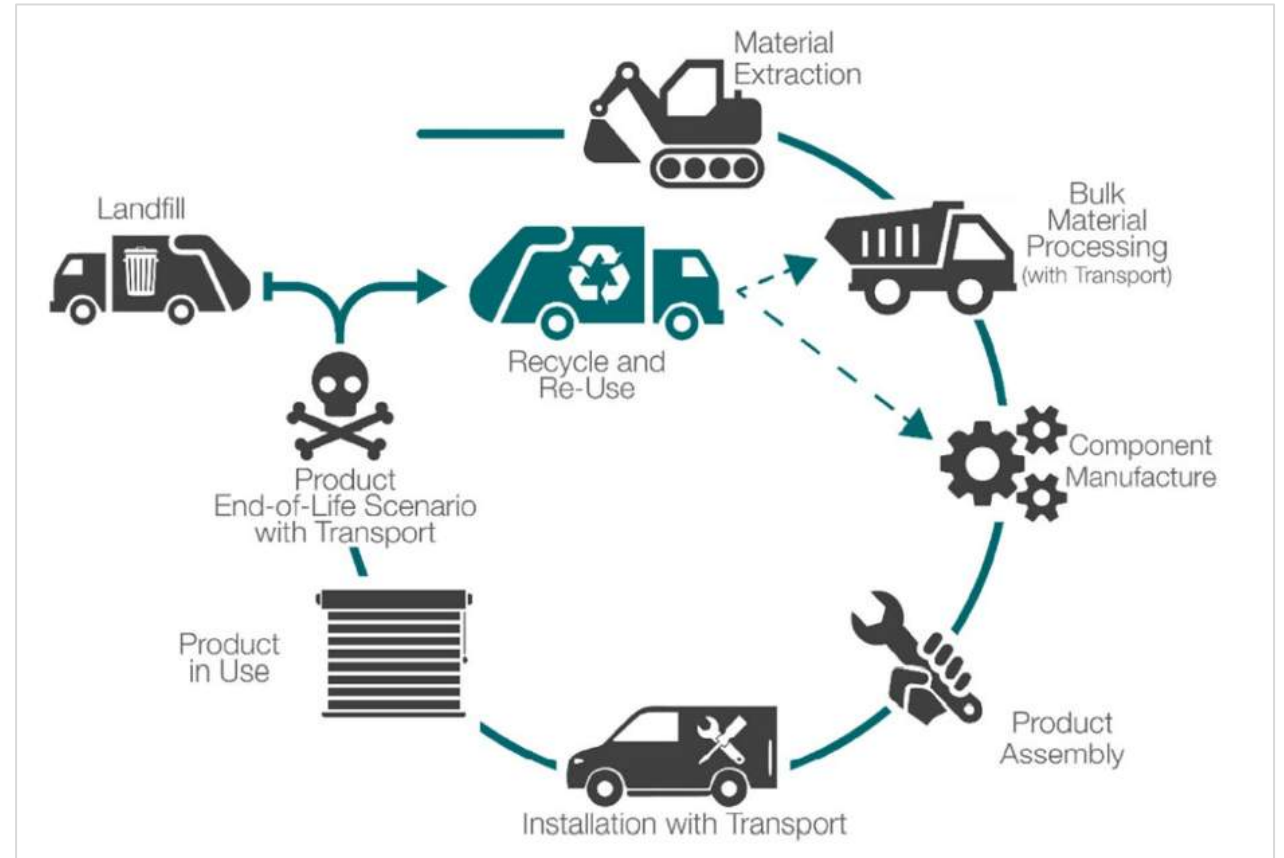 Material
Extraction
Bulk
Material
Processing
(with Transport)
Landfill
Recycle and
Re-Use
Component
Manufacture
Product
End-of-Life Scenario
with Transport
Product
in Use
Product
Assembly
Installation with Transport